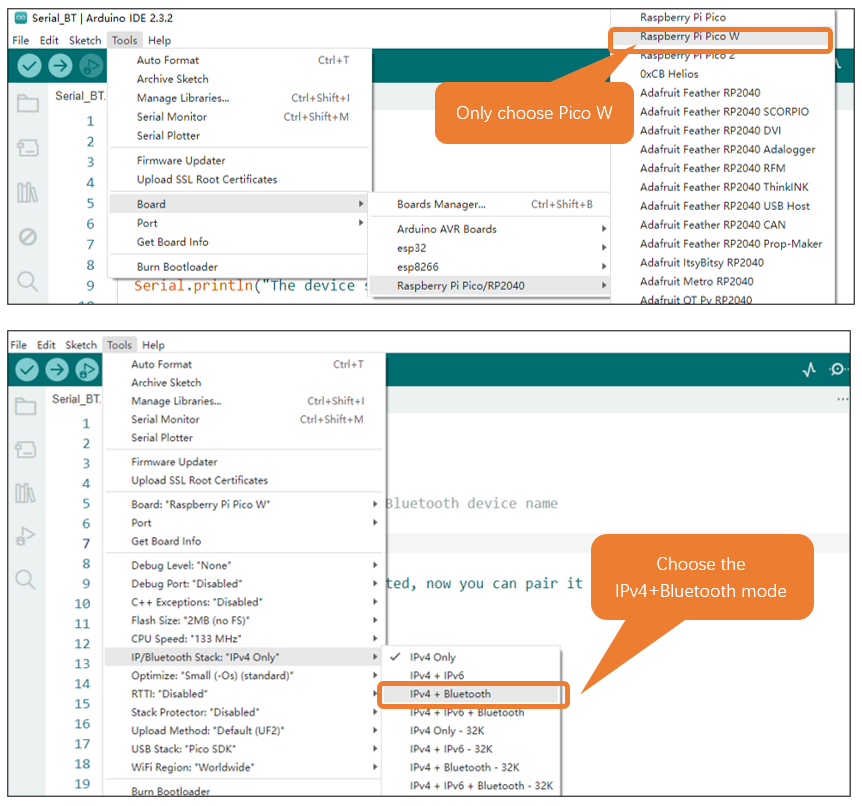 Serial_BT | Arduino IDE 2.3.2
File Edit Sketch Tools Help
Serial_BT.
1
2
3
4
5
6
7
8
9
Serial.println("The device s
Auto Format Ctrl+T
Archive Sketch
Manage Libraries... Ctrl+Shift+I
Serial Monitor Ctrl+Shift+M
Serial Plotter
Firmware Updater
Upload SSL Root Certificates
Board
Port
Get Board Info
Burn Bootloader
Boards Manager... Ctrl+Shift+B
Arduino AVR Boards
esp32
esp8266
Raspberry Pi Pico/RP2040
Raspberry Pi Pico
Raspberry Pi Pico W
Raspberry Pi Pico 2
0xCB Helios
Adafruit Feather RP2040
Adafruit Feather RP2040 SCORPIO
Adafruit Feather RP2040 DVI
Adafruit Feather RP2040 Adalogger
Adafruit Feather RP2040 RFM
Adafruit Feather RP2040 ThinkINK
Adafruit Feather RP2040 USB Host
Adafruit Feather RP2040 CAN
Adafruit Feather RP2040 Prop-Maker
Adafruit ItsyBitsy RP2040
Adafruit Metro RP2040
Adafruit QT Py RP2040
Only choose Pico W
File Edit Sketch Tools Help
Serial_BT.
1
2
3
4
5
6
7
8
9
10
11
12
13
14
15
16
17
18
19
Bluetooth device name
ted, now you can pair it
Auto Format Ctrl+T
Archive Sketch
Manage Libraries... Ctrl+Shift+I
Serial Monitor Ctrl+Shift+M
Serial Plotter
Firmware Updater
Upload SSL Root Certificates
Board: "Raspberry Pi Pico W"
Port
Get Board Info
Debug Level: "None"
Debug Port: "Disabled"
C++ Exceptions: "Disabled"
Flash Size: "2MB (no FS)"
CPU Speed: "133 MHz"
IP/Bluetooth Stack: "IPv4 Only"
Optimize: "Small (-Os) (standard)"
RTTI: "Disabled"
Stack Protector: "Disabled"
Upload Method: "Default (UF2)"
USB Stack: "Pico SDK"
WiFi Region: "Worldwide"
Burn Bootloader
IPv4 Only
IPv4 + IPv6
IPv4 + Bluetooth
IPv4 + IPv6 + Bluetooth
IPv4 Only - 32K
IPv4 + IPv6 - 32K
IPv4 + Bluetooth - 32K
IPv4 + IPv6 + Bluetooth - 32K
Choose the
IPv4+Bluetooth mode